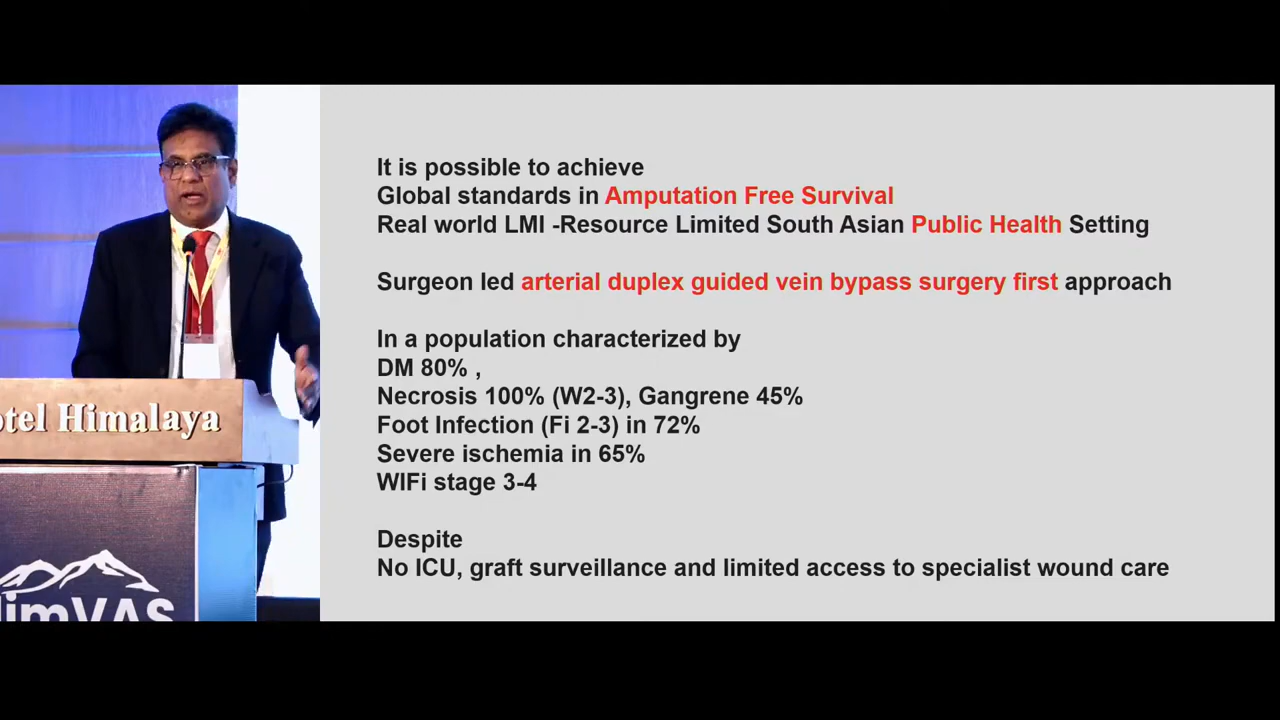 It is possible to achieve
Global standards in Amputation Free Survival
Real world LMI -Resource Limited South Asian Public Health Setting
Surgeon led arterial duplex guided vein bypass surgery first approach
In a population characterized by
DM 80% ,
Necrosis 100% (W2-3), Gangrene 45%
Foot Infection (Fi 2-3) in 72%
Severe ischemia in 65%
WIFi stage 3-4
Despite
No ICU, graft surveillance and limited access to specialist wound care
otel Himalaya
limVAS